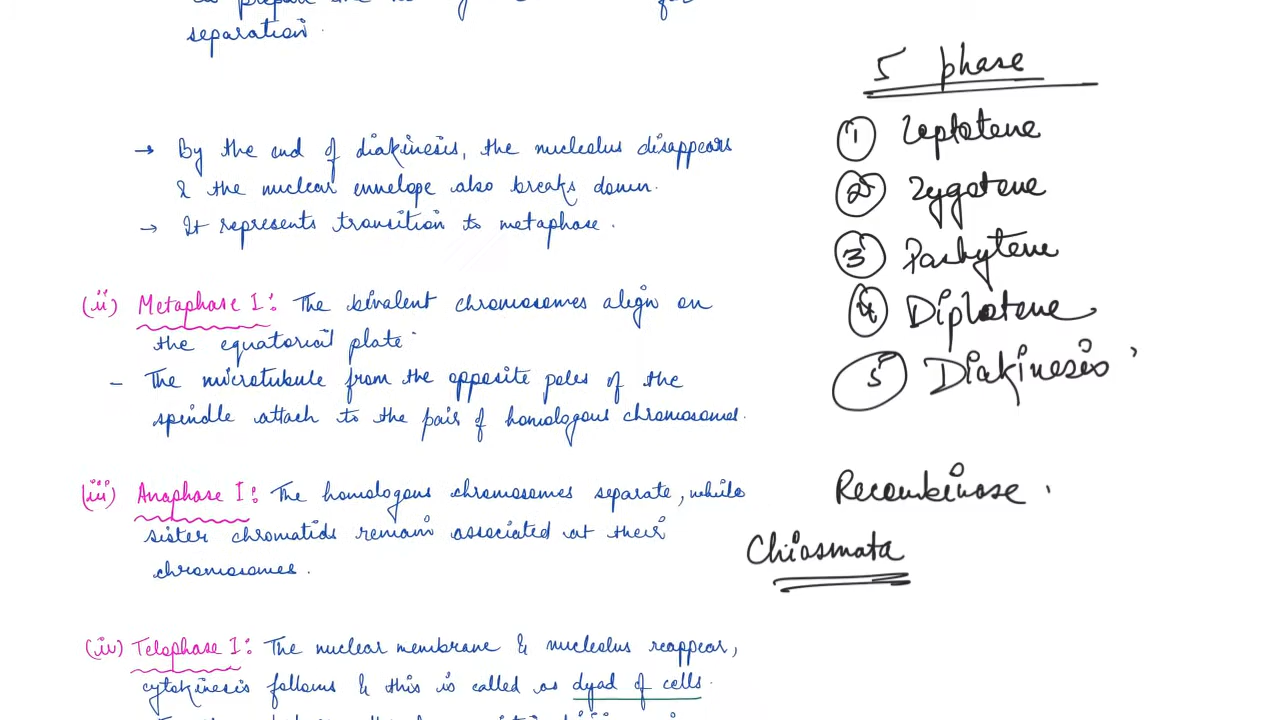 to prepare the
separation.
→ By the end of diakinesis, the nucleolus disappears
& the nuclear envelope also breaks down.
→ It represents transition to metaphase.
(ii) Metaphase I: The bivalent chromosomes align on
the equatorial plate
- The microtubule from the opposite poles of the
spindle attach to the pair of homologous chromosomes.
(iii) Anaphase I: The homologous chromosomes separate, while
sister chromatids remain associated at their
chromosomes.
(iv) Telophase I: The nuclear membrane & nucleolus reappear,
cytokinesis follows & this is called as dyad of cells.
5 phase
① Leptotene
② Zygotene
③ Pachytene
④ Diplotene
⑤ Diakinesis
Recombinase.
Chiasmata